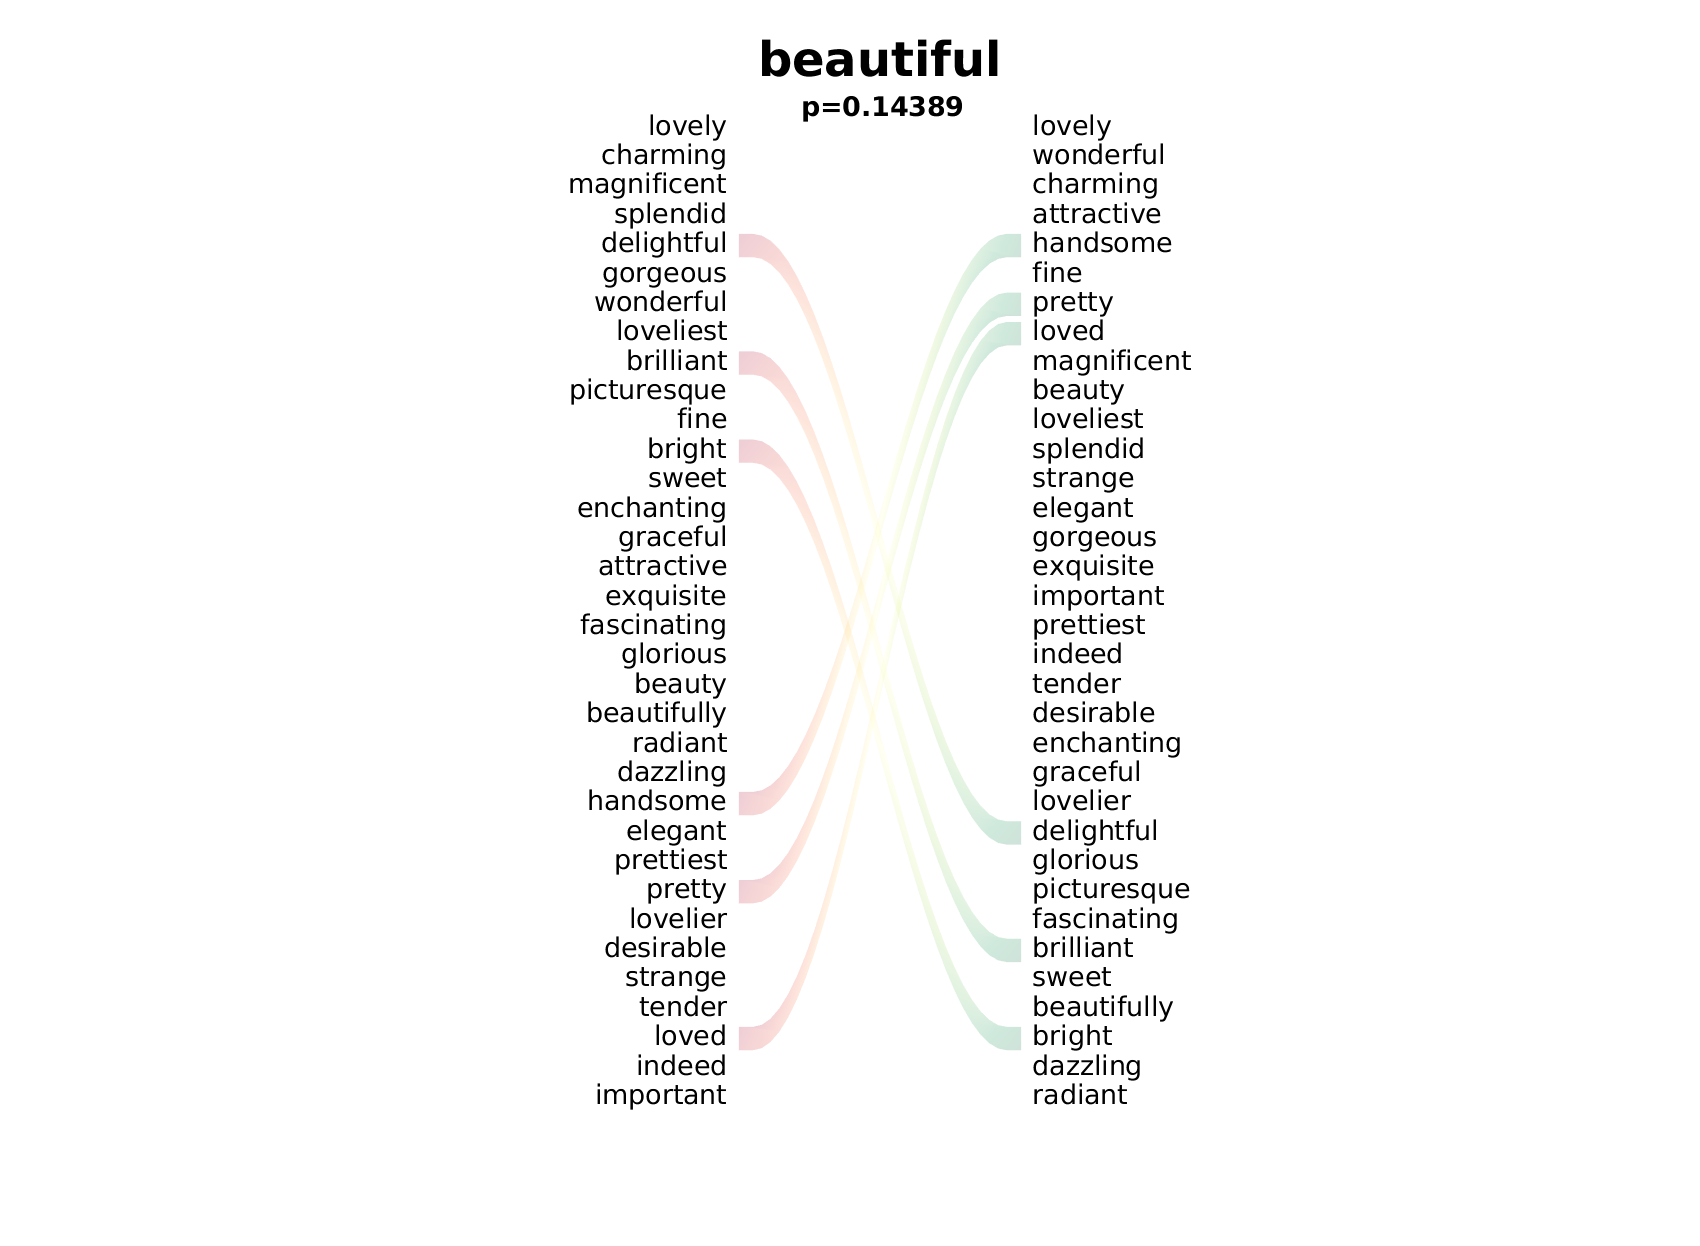 beautiful
p=0.14389
lovely lovely
charming wonderful
magnificent charming
splendid attractive
delightful handsome
gorgeous fine
wonderful pretty
loveliest loved
brilliant magnificent
picturesque beauty
fine loveliest
bright splendid
sweet strange
enchanting elegant
graceful gorgeous
attractive exquisite
exquisite important
fascinating prettiest
glorious indeed
beauty tender
beautifully desirable
radiant enchanting
dazzling graceful
handsome lovelier
elegant delightful
prettiest glorious
pretty picturesque
lovelier fascinating
desirable brilliant
strange sweet
tender beautifully
loved bright
indeed dazzling
important radiant